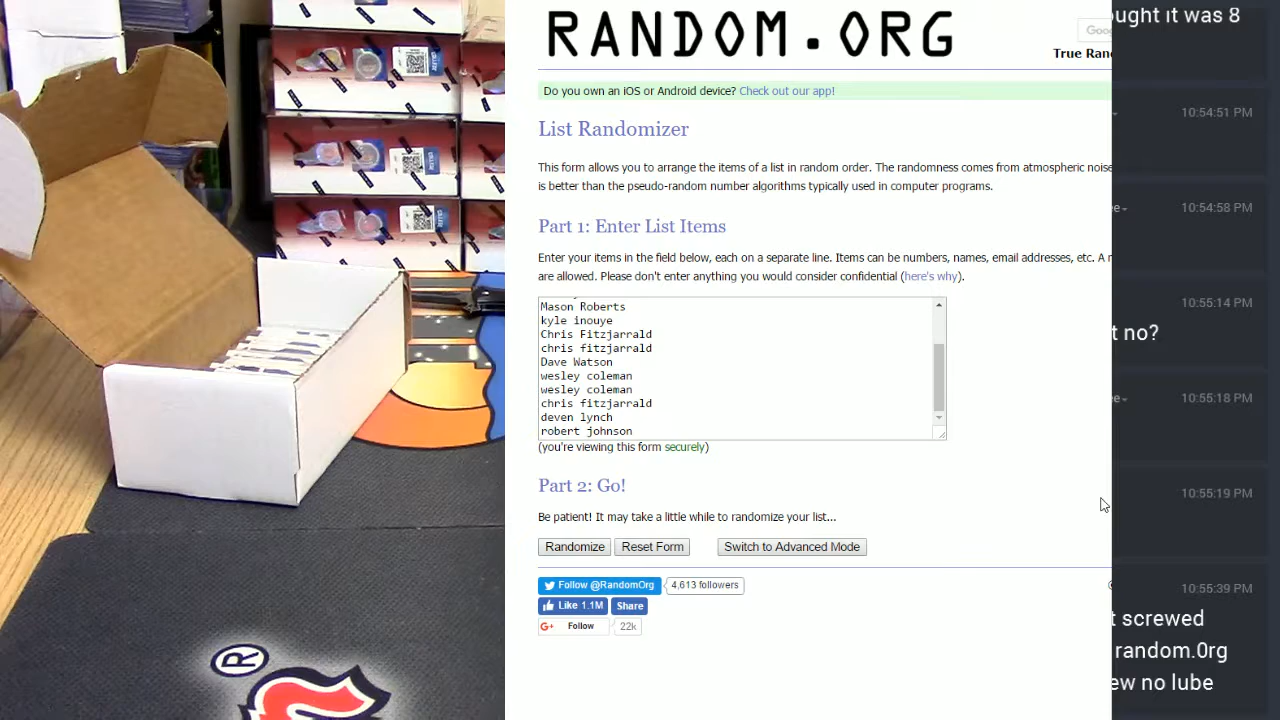 RANDOM.ORG
Goo
True Ran
Do you own an iOS or Android device? Check out our app!
List Randomizer
This form allows you to arrange the items of a list in random order. The randomness comes from atmospheric noise
is better than the pseudo-random number algorithms typically used in computer programs.
Part 1: Enter List Items
Enter your items in the field below, each on a separate line. Items can be numbers, names, email addresses, etc. A
are allowed. Please don't enter anything you would consider confidential (here's why).
Mason Roberts
kyle inouye
Chris Fitzjarrald
chris fitzjarrald
Dave Watson
wesley coleman
wesley coleman
chris fitzjarrald
deven lynch
robert johnson
(you're viewing this form securely)
Part 2: Go!
Be patient! It may take a little while to randomize your list...
Randomize Reset Form Switch to Advanced Mode
Follow @RandomOrg 4,613 followers
Like 1.1M Share
G+ Follow 22k
ought it was 8
10:54:51 PM
ee 10:54:58 PM
10:55:14 PM
t no?
ee 10:55:18 PM
10:55:19 PM
10:55:39 PM
t screwed
random.0rg
ew no lube
®